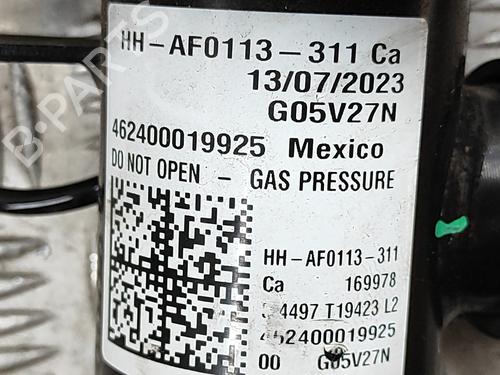 HH-AF0113-311 Ca
13/07/2023
G05V27N
462400019925 Mexico
DO NOT OPEN - GAS PRESSURE
HH-AF0113-311
Ca 169978
4497 T19423 L2
462400019925
00 G05V27N